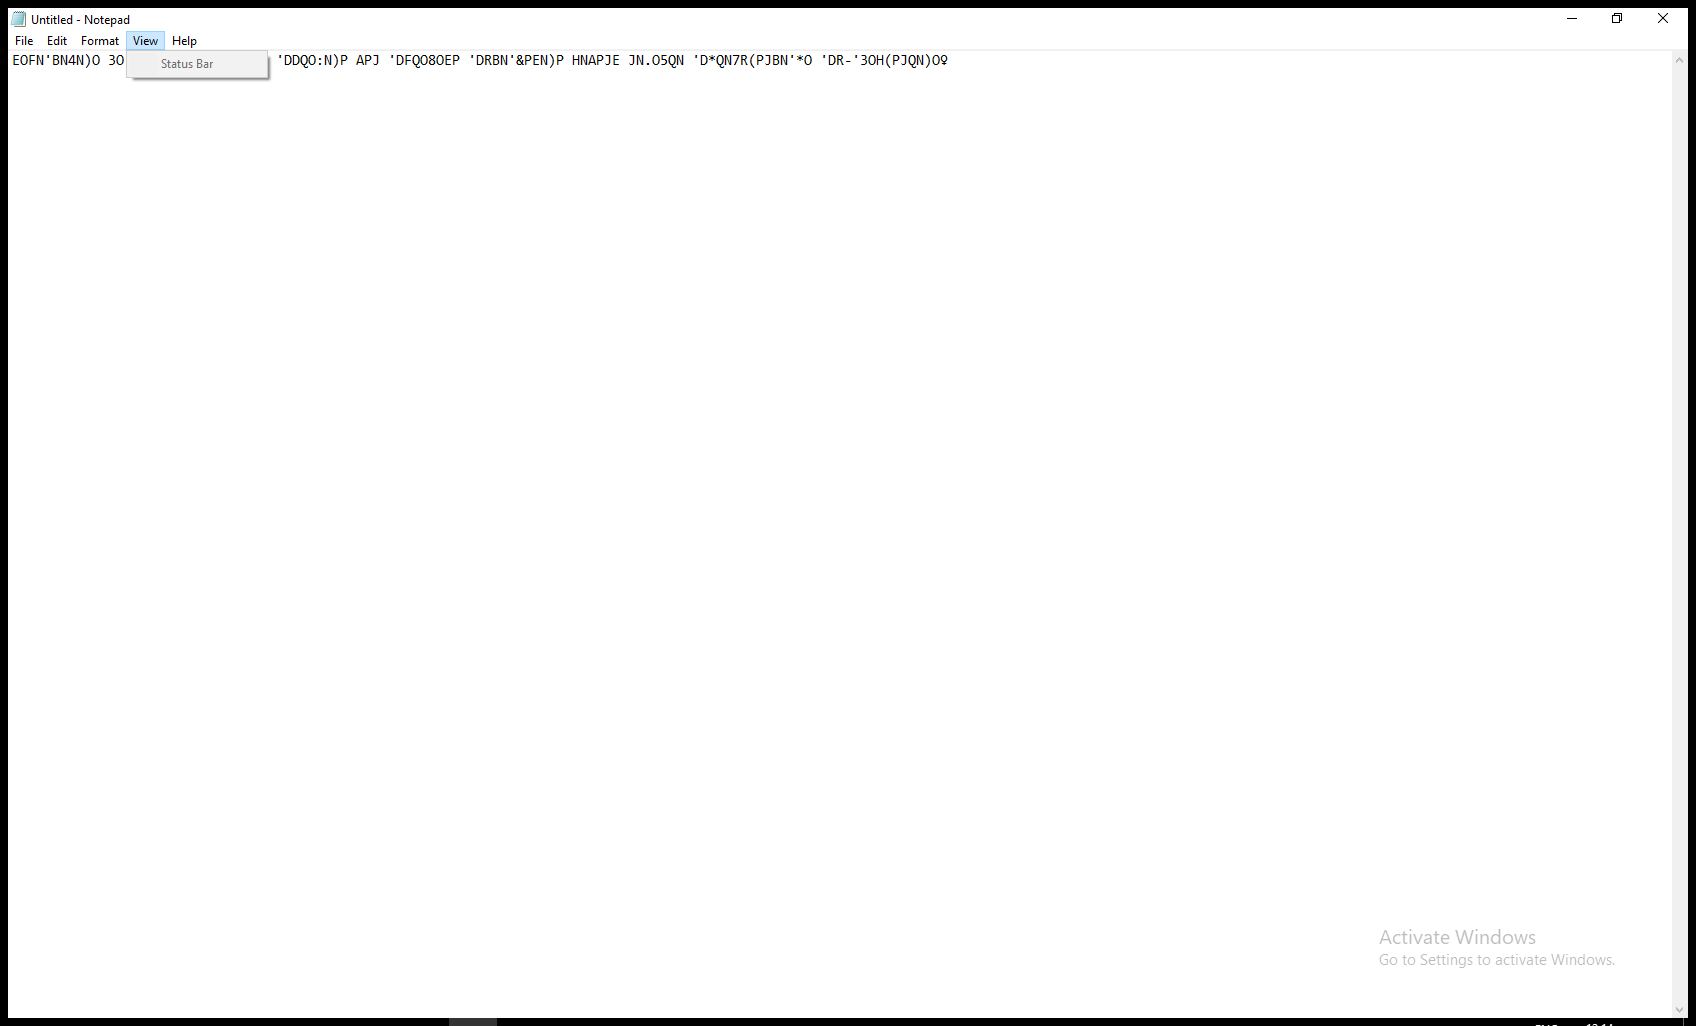 Untitled - Notepad
File Edit Format View Help
EOFN'BN4N)O 3O 'DDQO:N)P APJ 'DFQO8OEP 'DRBN'&PEN)P HNAPJE JN.O5QN 'D*QN7R(PJBN'*O 'DR-'3OH(PJQN)O♀
Status Bar
Activate Windows
Go to Settings to activate Windows.